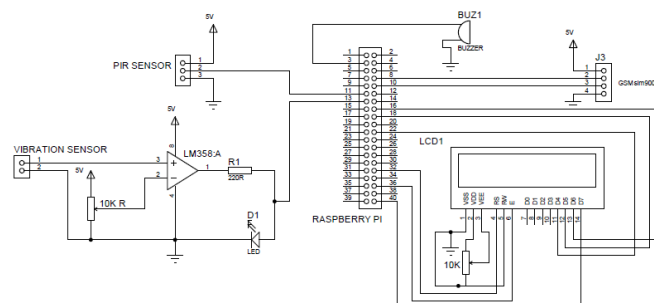 5V
BUZ1
BUZZER
5V
J3
PIR SENSOR
1
2
3
1
2
3
4
GSMsim900
1 2
3 4
5 6
7 8
9 10
11 12
13 14
15 16
17 18
19 20
21 22
23 24
25 26
27 28
29 30
31 32
33 34
35 36
37 38
39 40
RASPBERRY PI
5V
VIBRATION SENSOR
1
2
LM358:A
8
3
2
1
4
+
−
R1
220R
5V
10K R
D1
LED
LCD1
VSS
VDD
VEE
RS
RW
E
D0
D1
D2
D3
D4
D5
D6
D7
1
2
3
4
5
6
7
8
9
10
11
12
13
14
10K